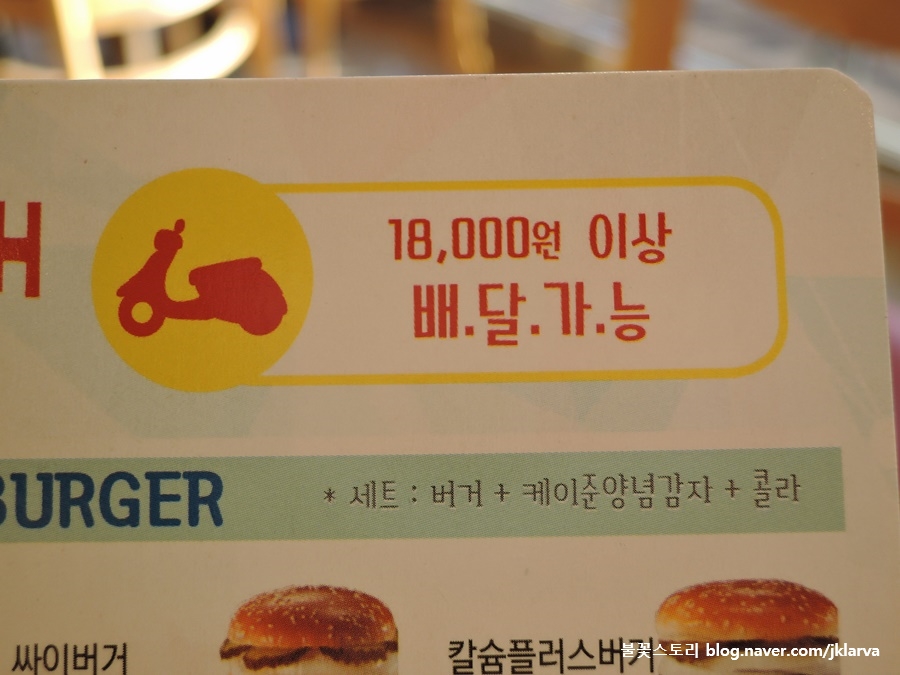 H
18,000원 이상
배.달.가.능
BURGER
* 세트 : 버거 + 케이준양념감자 + 콜라
싸이버거
칼슘플러스버거
불꽃스토리 blog.naver.com/jklarva